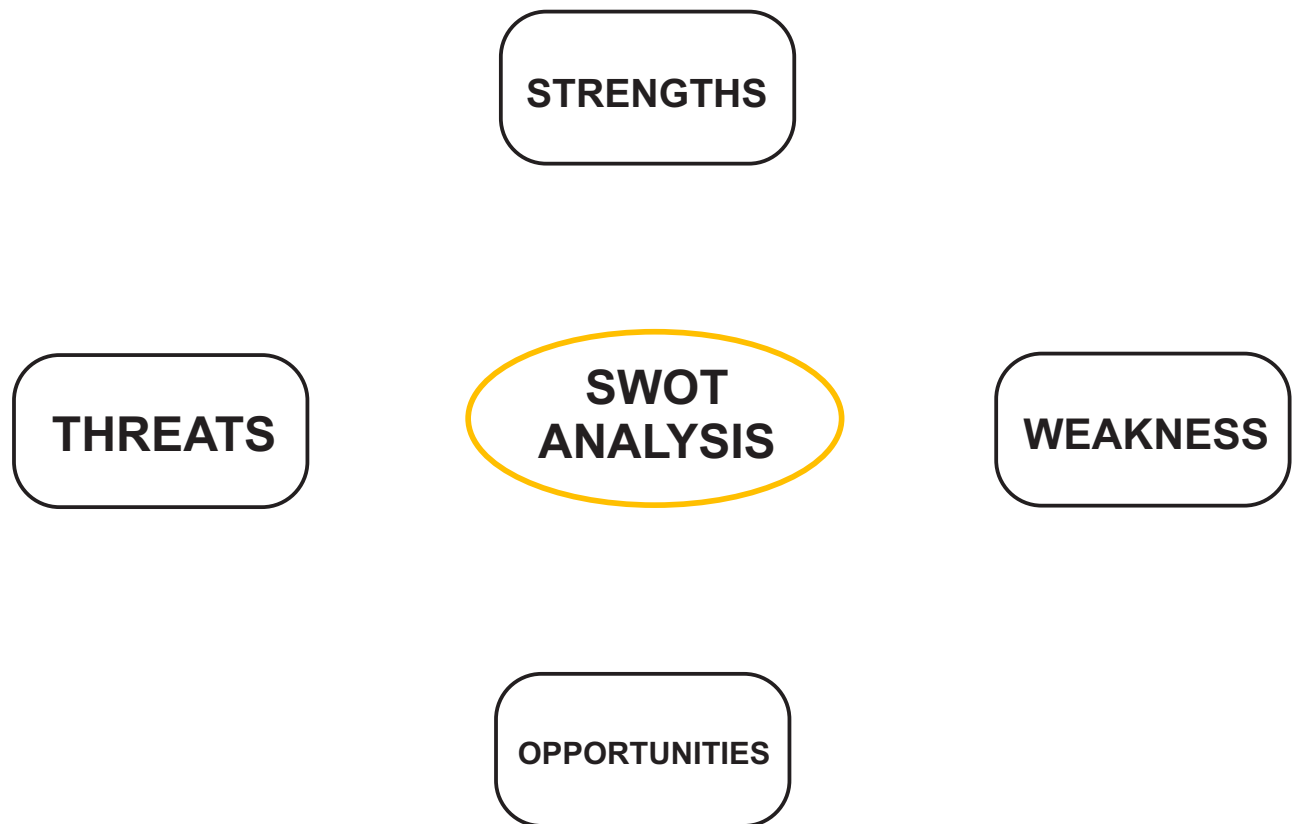 STRENGTHS
SWOT
ANALYSIS
THREATS
WEAKNESS
OPPORTUNITIES